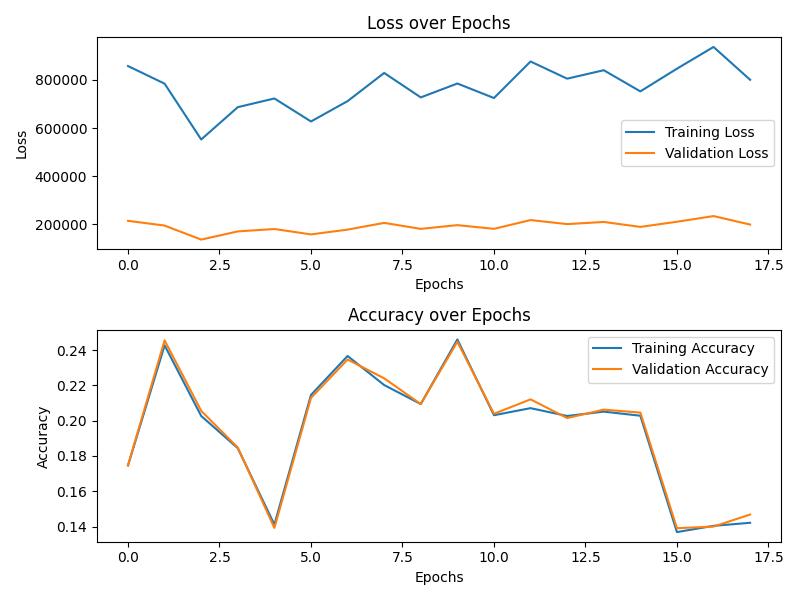 Loss over Epochs
800000
600000
400000
200000
Loss
Training Loss
Validation Loss
0.0 2.5 5.0 7.5 10.0 12.5 15.0 17.5
Epochs
Accuracy over Epochs
0.24
0.22
0.20
0.18
0.16
0.14
Accuracy
Training Accuracy
Validation Accuracy
0.0 2.5 5.0 7.5 10.0 12.5 15.0 17.5
Epochs